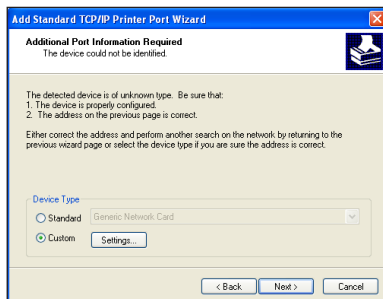 Add Standard TCP/IP Printer Port Wizard
Additional Port Information Required
The device could not be identified.
The detected device is of unknown type. Be sure that:
1. The device is properly configured.
2. The address on the previous page is correct.
Either correct the address and perform another search on the network by returning to the
previous wizard page or select the device type if you are sure the address is correct.
Device Type
Standard Generic Network Card
Custom Settings...
< Back Next > Cancel